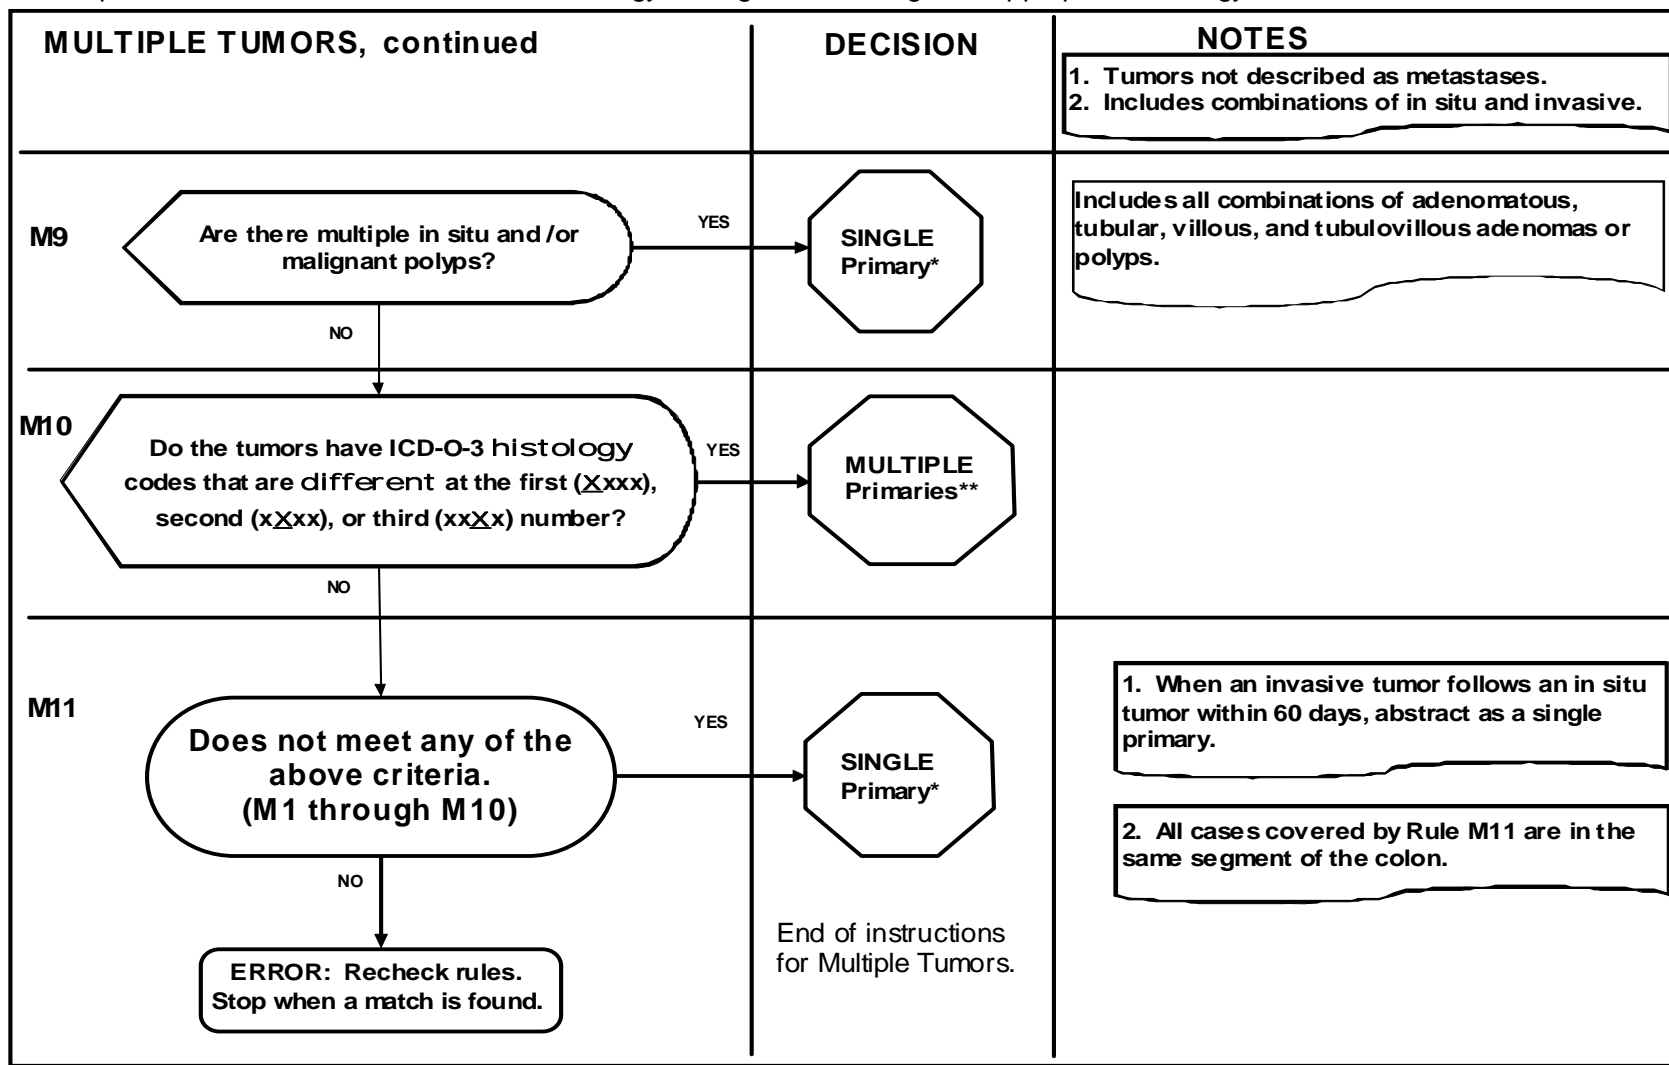 MULTIPLE TUMORS, continued
DECISION
NOTES
1. Tumors not described as metastases.
2. Includes combinations of in situ and invasive.
M9
Are there multiple in situ and /or
malignant polyps?
YES
NO
SINGLE
Primary*
Includes all combinations of adenomatous,
tubular, villous, and tubulovillous adenomas or
polyps.
M10
Do the tumors have ICD-O-3 histology
codes that are different at the first (Xxxx),
second (xXxx), or third (xxXx) number?
YES
NO
MULTIPLE
Primaries**
M11
Does not meet any of the
above criteria.
(M1 through M10)
YES
NO
SINGLE
Primary*
1. When an invasive tumor follows an in situ
tumor within 60 days, abstract as a single
primary.
2. All cases covered by Rule M11 are in the
same segment of the colon.
ERROR: Recheck rules.
Stop when a match is found.
End of instructions
for Multiple Tumors.